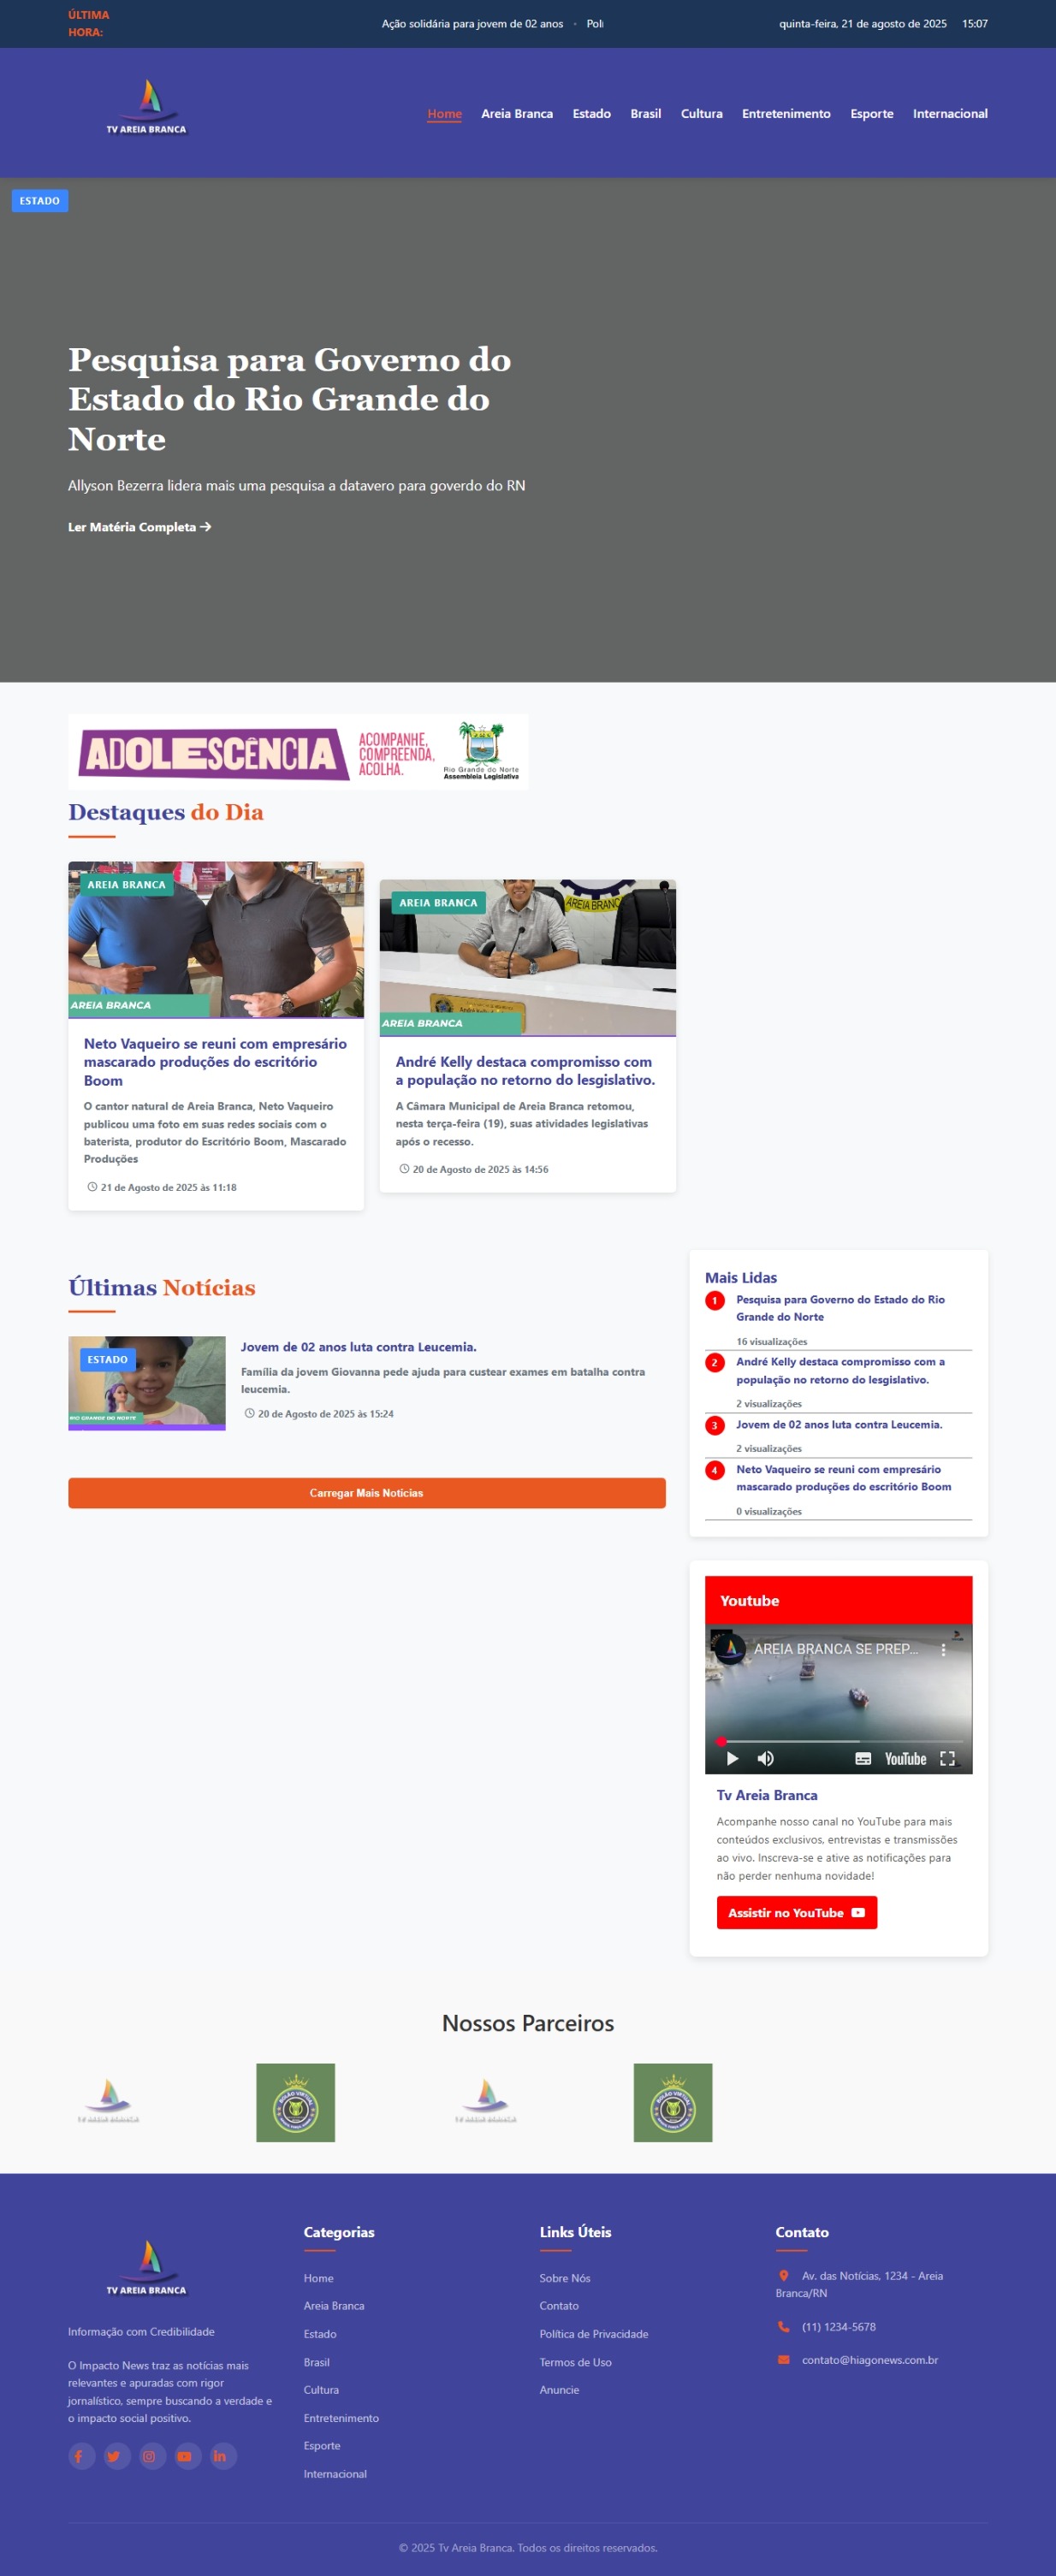 ÚLTIMA
HORA:
Ação solidária para jovem de 02 anos • Poli
quinta-feira, 21 de agosto de 2025 15:07
TV AREIA BRANCA
Home Areia Branca Estado Brasil Cultura Entretenimento Esporte Internacional
ESTADO
Pesquisa para Governo do
Estado do Rio Grande do
Norte
Allyson Bezerra lidera mais uma pesquisa a datavero para goverdo do RN
Ler Matéria Completa
ADOLESCÊNCIA
ACOMPANHE,
COMPREENDA,
ACOLHA.
Rio Grande do Norte
Assembleia Legislativa
Destaques do Dia
AREIA BRANCA
AREIA BRANCA
Neto Vaqueiro se reuni com empresário
mascarado produções do escritório
Boom
O cantor natural de Areia Branca, Neto Vaqueiro
publicou uma foto em suas redes sociais com o
baterista, produtor do Escritório Boom, Mascarado
Produções
21 de Agosto de 2025 às 11:18
AREIA BRANCA
AREIA BRANC
AREIA BRANCA
André Kelly destaca compromisso com
a população no retorno do lesgislativo.
A Câmara Municipal de Areia Branca retomou,
nesta terça-feira (19), suas atividades legislativas
após o recesso.
20 de Agosto de 2025 às 14:56
Últimas Notícias
ESTADO
RIO GRANDE DO NORTE
Jovem de 02 anos luta contra Leucemia.
Família da jovem Giovanna pede ajuda para custear exames em batalha contra
leucemia.
20 de Agosto de 2025 às 15:24
Carregar Mais Notícias
Mais Lidas
1 Pesquisa para Governo do Estado do Rio
Grande do Norte
16 visualizações
2 André Kelly destaca compromisso com a
população no retorno do lesgislativo.
2 visualizações
3 Jovem de 02 anos luta contra Leucemia.
2 visualizações
4 Neto Vaqueiro se reuni com empresário
mascarado produções do escritório Boom
0 visualizações
Youtube
AREIA BRANCA SE PREP...
YouTube
Tv Areia Branca
Acompanhe nosso canal no YouTube para mais
conteúdos exclusivos, entrevistas e transmissões
ao vivo. Inscreva-se e ative as notificações para
não perder nenhuma novidade!
Assistir no YouTube
Nossos Parceiros
TV AREIA BRANCA
BOLÃO VIRTUAL
TV AREIA BRANCA
BOLÃO VIRTUAL
TV AREIA BRANCA
Informação com Credibilidade
O Impacto News traz as notícias mais
relevantes e apuradas com rigor
jornalístico, sempre buscando a verdade e
o impacto social positivo.
Categorias
Home
Areia Branca
Estado
Brasil
Cultura
Entretenimento
Esporte
Internacional
Links Úteis
Sobre Nós
Contato
Política de Privacidade
Termos de Uso
Anuncie
Contato
Av. das Notícias, 1234 - Areia
Branca/RN
(11) 1234-5678
contato@hiagonews.com.br
© 2025 Tv Areia Branca. Todos os direitos reservados.